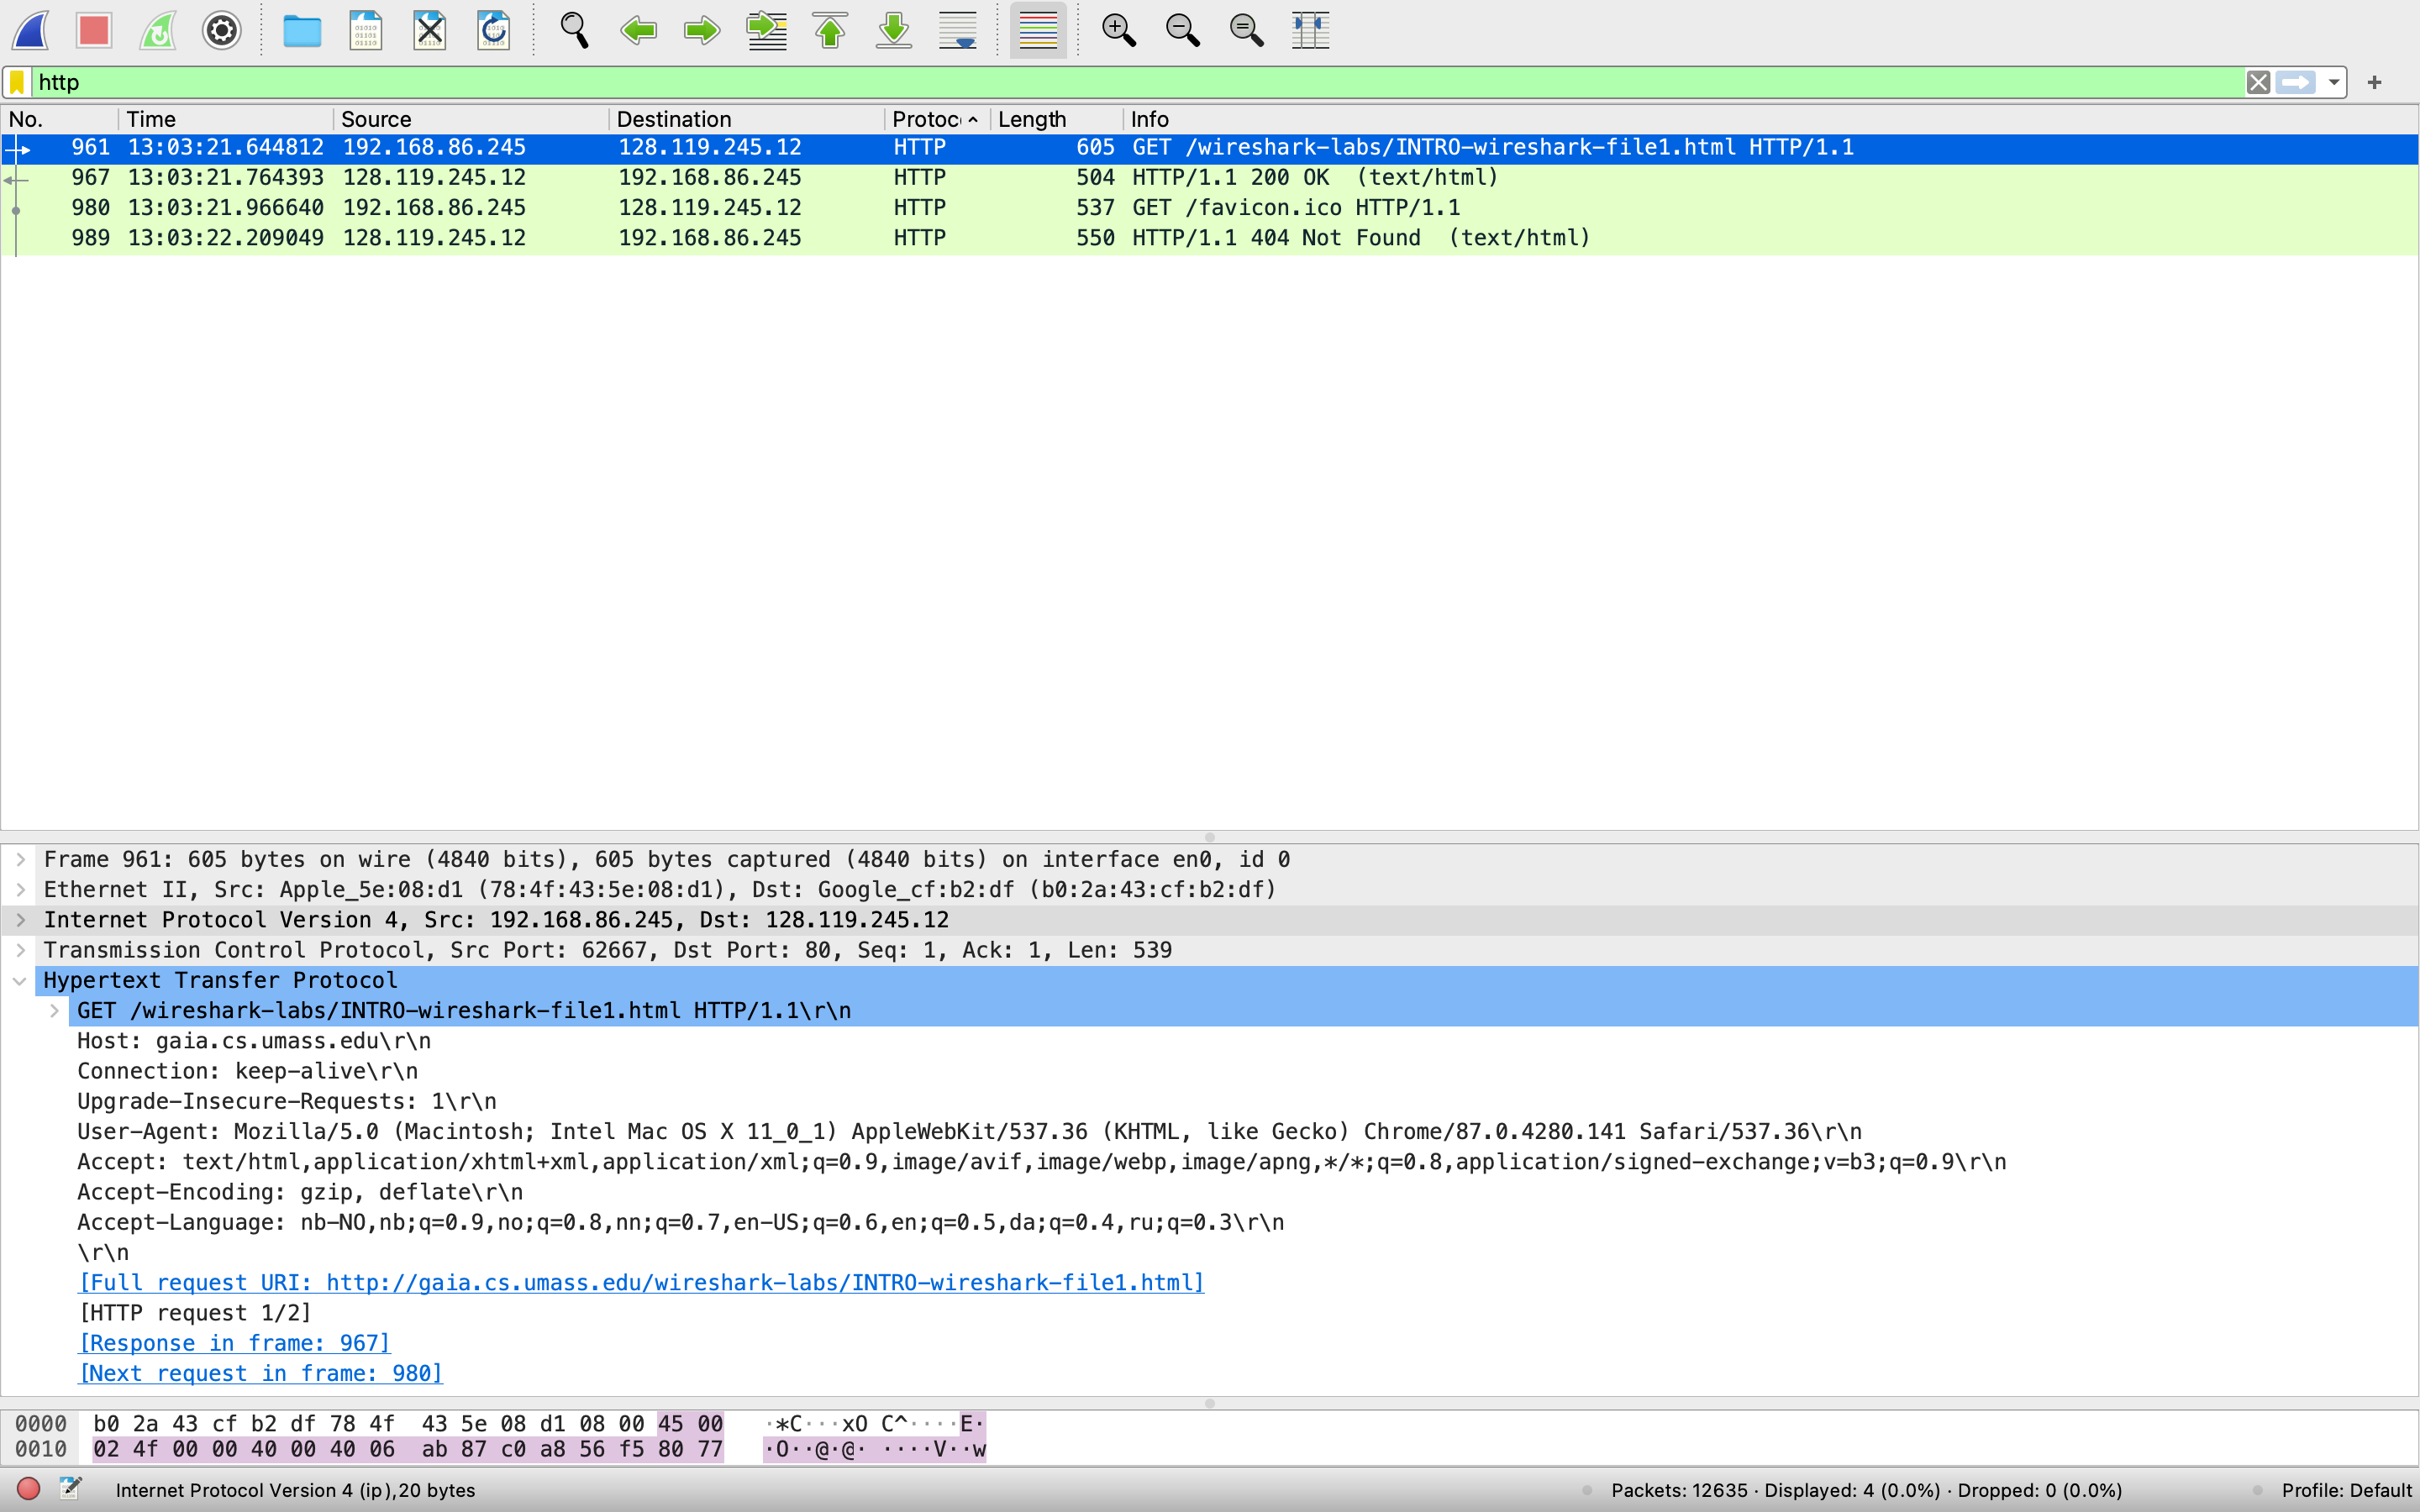 http
No. Time Source Destination Protoc Length Info
961 13:03:21.644812 192.168.86.245 128.119.245.12 HTTP 605 GET /wireshark-labs/INTRO-wireshark-file1.html HTTP/1.1
967 13:03:21.764393 128.119.245.12 192.168.86.245 HTTP 504 HTTP/1.1 200 OK (text/html)
980 13:03:21.966640 192.168.86.245 128.119.245.12 HTTP 537 GET /favicon.ico HTTP/1.1
989 13:03:22.209049 128.119.245.12 192.168.86.245 HTTP 550 HTTP/1.1 404 Not Found (text/html)
Frame 961: 605 bytes on wire (4840 bits), 605 bytes captured (4840 bits) on interface en0, id 0
Ethernet II, Src: Apple_5e:08:d1 (78:4f:43:5e:08:d1), Dst: Google_cf:b2:df (b0:2a:43:cf:b2:df)
Internet Protocol Version 4, Src: 192.168.86.245, Dst: 128.119.245.12
Transmission Control Protocol, Src Port: 62667, Dst Port: 80, Seq: 1, Ack: 1, Len: 539
Hypertext Transfer Protocol
GET /wireshark-labs/INTRO-wireshark-file1.html HTTP/1.1\r\n
Host: gaia.cs.umass.edu\r\n
Connection: keep-alive\r\n
Upgrade-Insecure-Requests: 1\r\n
User-Agent: Mozilla/5.0 (Macintosh; Intel Mac OS X 11_0_1) AppleWebKit/537.36 (KHTML, like Gecko) Chrome/87.0.4280.141 Safari/537.36\r\n
Accept: text/html,application/xhtml+xml,application/xml;q=0.9,image/avif,image/webp,image/apng,*/*;q=0.8,application/signed-exchange;v=b3;q=0.9\r\n
Accept-Encoding: gzip, deflate\r\n
Accept-Language: nb-NO,nb;q=0.9,no;q=0.8,nn;q=0.7,en-US;q=0.6,en;q=0.5,da;q=0.4,ru;q=0.3\r\n
\r\n
[Full request URI: http://gaia.cs.umass.edu/wireshark-labs/INTRO-wireshark-file1.html]
[HTTP request 1/2]
[Response in frame: 967]
[Next request in frame: 980]
0000 b0 2a 43 cf b2 df 78 4f 43 5e 08 d1 08 00 45 00 ·*C···xO C^····E·
0010 02 4f 00 00 40 00 40 06 ab 87 c0 a8 56 f5 80 77 ·O··@·@· ····V··w
Internet Protocol Version 4 (ip), 20 bytes Packets: 12635 · Displayed: 4 (0.0%) · Dropped: 0 (0.0%) Profile: Default